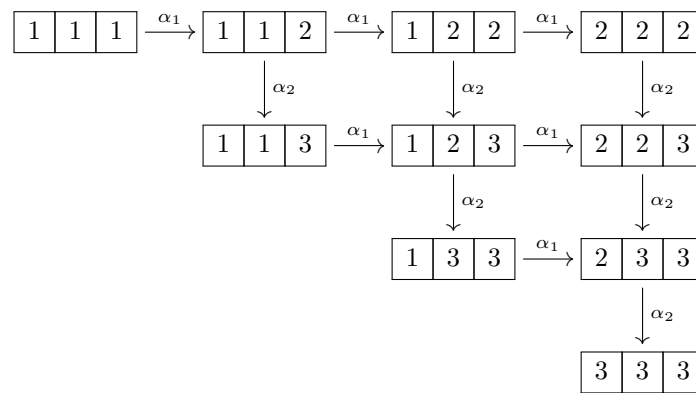 1 1 1 α₁ 1 1 2 α₁ 1 2 2 α₁ 2 2 2
α₂ α₂ α₂
1 1 3 α₁ 1 2 3 α₁ 2 2 3
α₂ α₂
1 3 3 α₁ 2 3 3
α₂
3 3 3